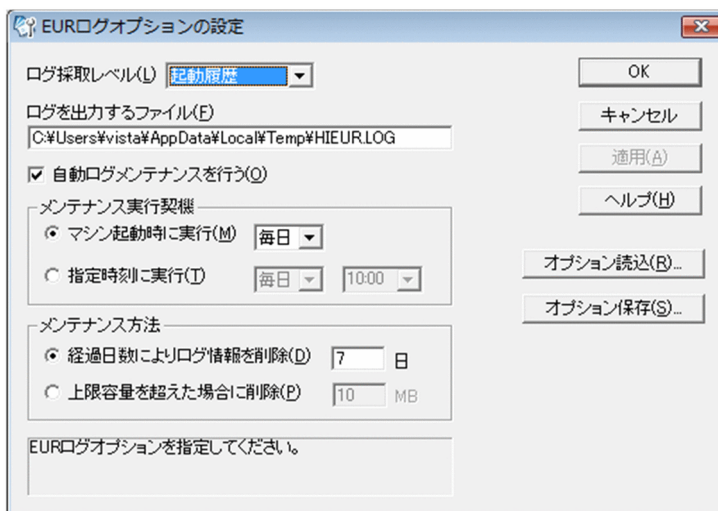 EURログオプションの設定
ログ採取レベル(L) 起動履歴
OK
ログを出力するファイル(F)
キャンセル
C:¥Users¥vista¥AppData¥Local¥Temp¥HIEUR.LOG
適用(A)
自動ログメンテナンスを行う(O)
ヘルプ(H)
メンテナンス実行契機
マシン起動時に実行(M) 毎日
オプション読込(R)...
指定時刻に実行(T) 毎日 10:00
オプション保存(S)...
メンテナンス方法
経過日数によりログ情報を削除(D) 7 日
上限容量を超えた場合に削除(P) 10 MB
EURログオプションを指定してください。